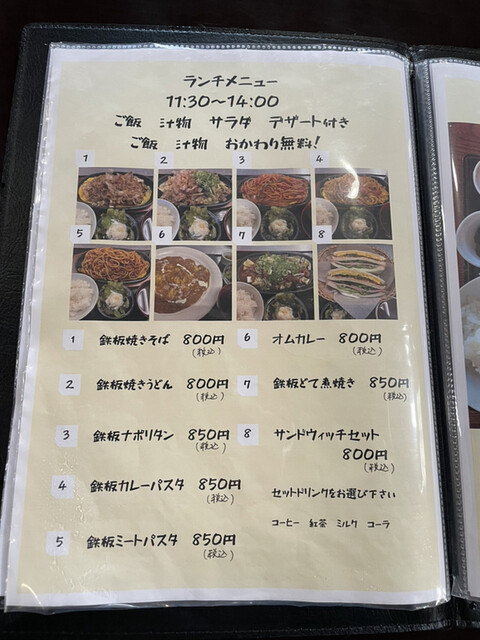 ランチメニュー
11:30〜14:00
ご飯 汁物 サラダ デザート付き
ご飯 汁物 おかわり無料!
1 2 3 4
5 6 7 8
1 鉄板焼きそば 800円
(税込)
2 鉄板焼きうどん 800円
(税込)
3 鉄板ナポリタン 850円
(税込)
4 鉄板カレーパスタ 850円
(税込)
5 鉄板ミートパスタ 850円
(税込)
6 オムカレー 800円
(税込)
7 鉄板どて煮焼き 850円
(税込)
8 サンドウィッチセット
800円
(税込)
セットドリンクをお選び下さい
コーヒー 紅茶 ミルク コーラ